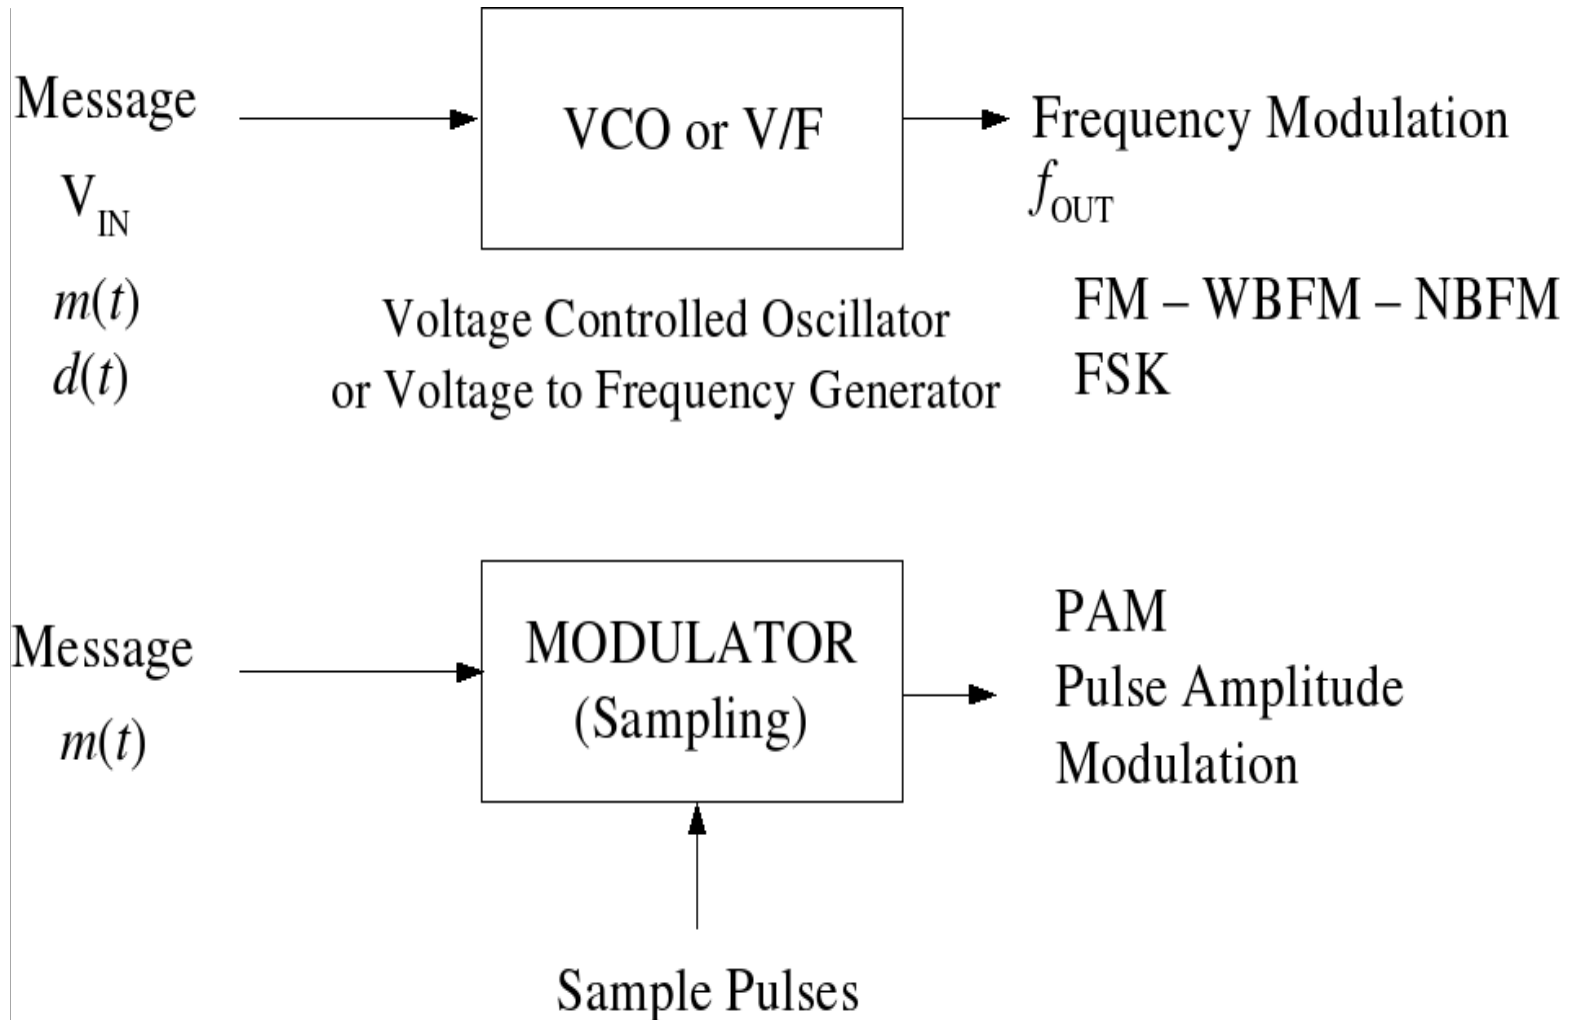 Message
V_IN
m(t)
d(t)
VCO or V/F
Voltage Controlled Oscillator
or Voltage to Frequency Generator
Frequency Modulation
f_OUT
FM – WBFM – NBFM
FSK
Message
m(t)
MODULATOR
(Sampling)
Sample Pulses
PAM
Pulse Amplitude
Modulation